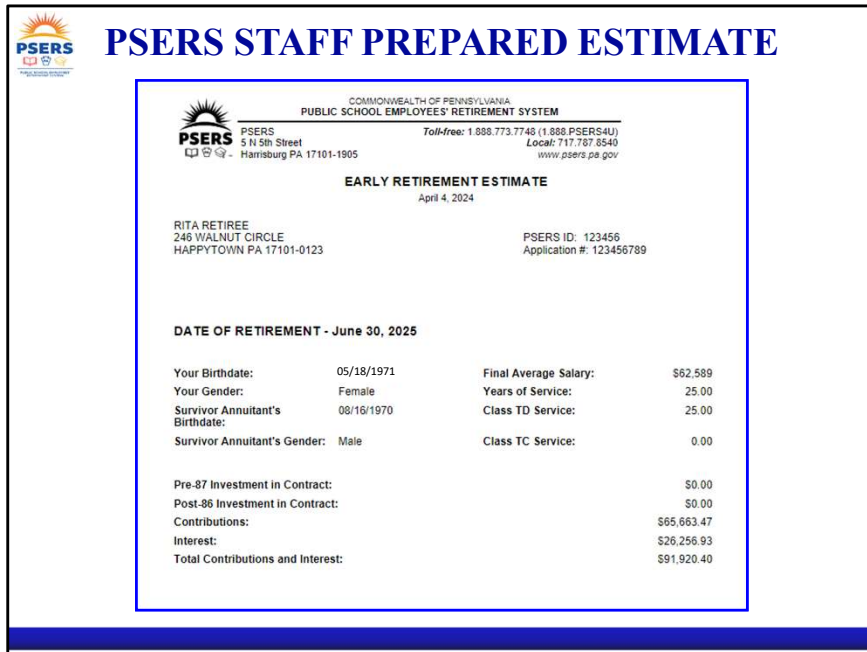 PSERS
PUBLIC SCHOOL EMPLOYEES'
RETIREMENT SYSTEM
PSERS STAFF PREPARED ESTIMATE
COMMONWEALTH OF PENNSYLVANIA
PUBLIC SCHOOL EMPLOYEES' RETIREMENT SYSTEM
PSERS
PSERS
5 N 5th Street
Harrisburg PA 17101-1905
Toll-free: 1.888.773.7748 (1.888.PSERS4U)
Local: 717.787.8540
www.psers.pa.gov
EARLY RETIREMENT ESTIMATE
April 4, 2024
RITA RETIREE
246 WALNUT CIRCLE
HAPPYTOWN PA 17101-0123
PSERS ID: 123456
Application #: 123456789
DATE OF RETIREMENT - June 30, 2025
Your Birthdate: 05/18/1971 Final Average Salary: $62,589
Your Gender: Female Years of Service: 25.00
Survivor Annuitant's Birthdate: 08/16/1970 Class TD Service: 25.00
Survivor Annuitant's Gender: Male Class TC Service: 0.00
Pre-87 Investment in Contract: $0.00
Post-86 Investment in Contract: $0.00
Contributions: $65,663.47
Interest: $26,256.93
Total Contributions and Interest: $91,920.40